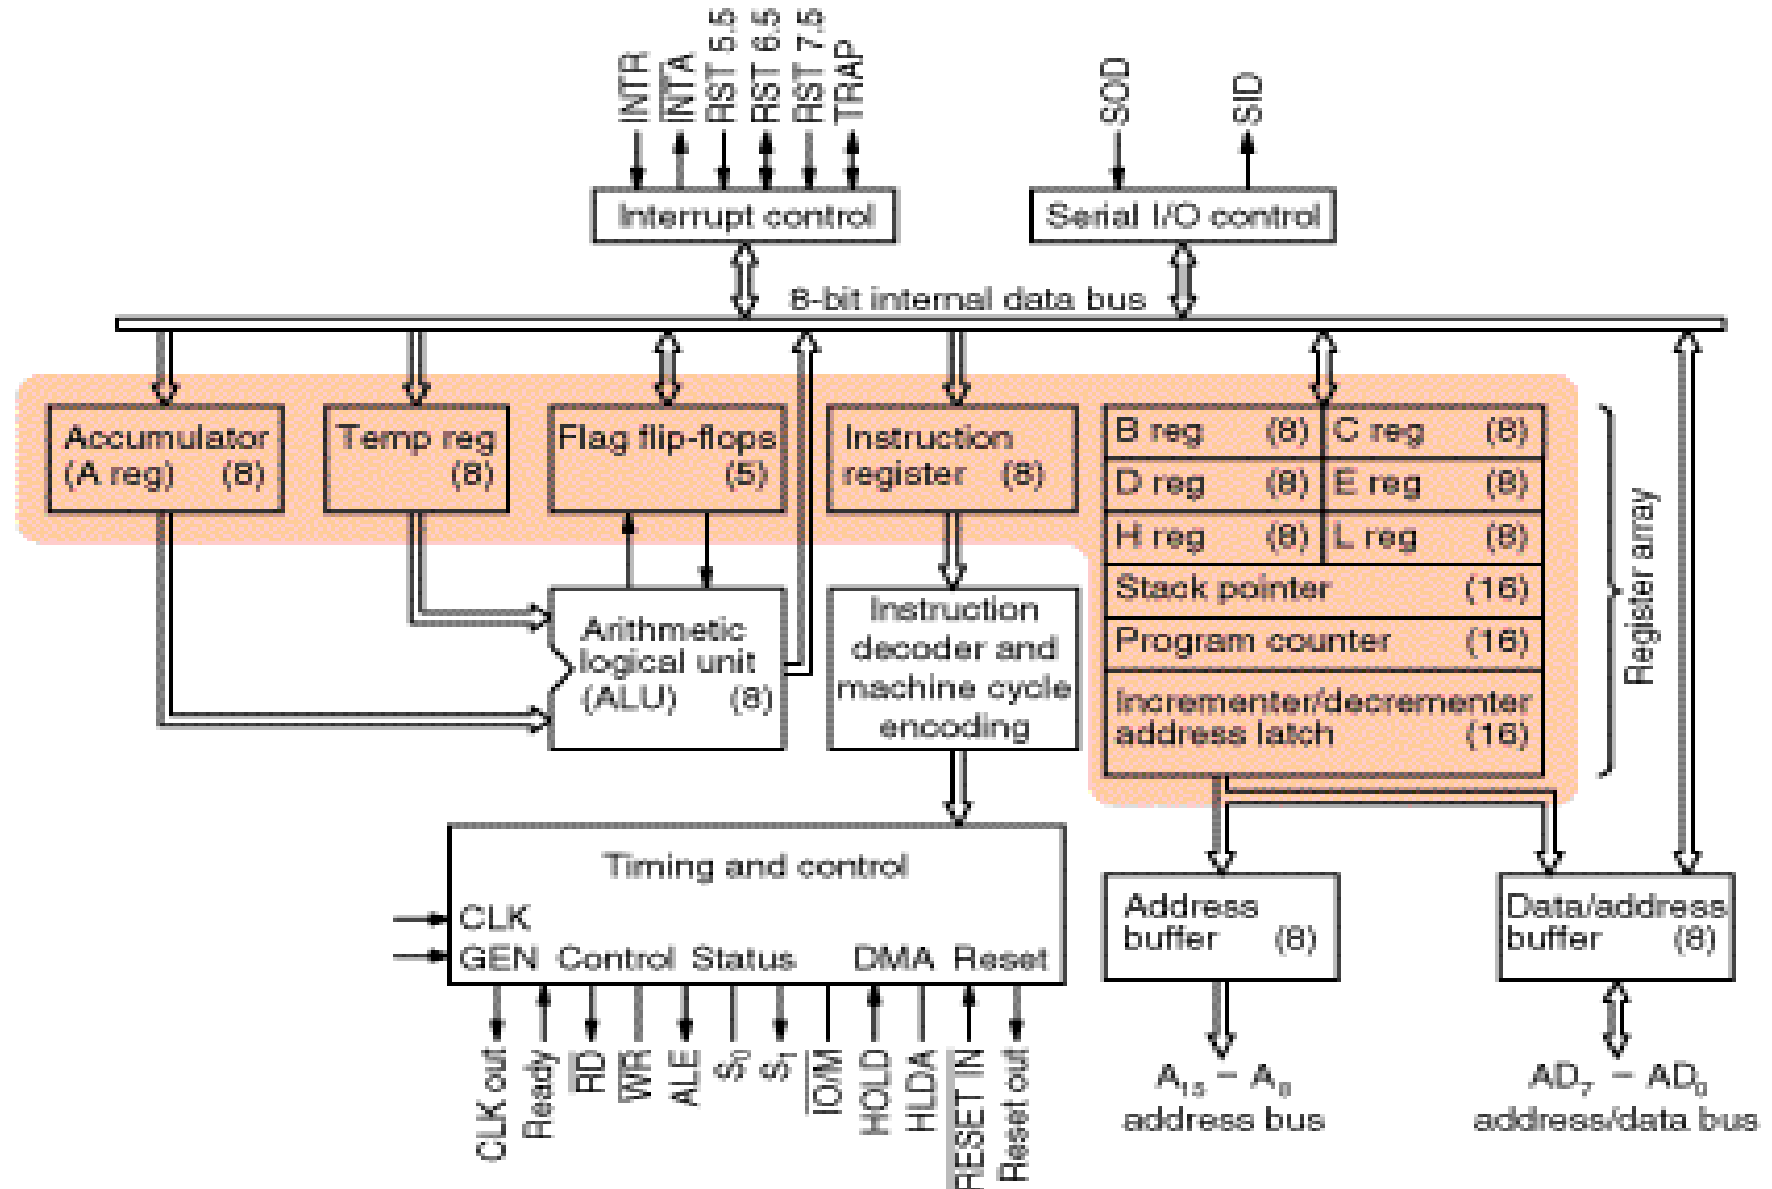 INTR
INTA
RST 5.5
RST 6.5
RST 7.5
TRAP
SOD
SID
Interrupt control
Serial I/O control
8-bit internal data bus
Accumulator
(A reg) (8)
Temp reg
(8)
Flag flip-flops
(5)
Instruction
register (8)
B reg (8) C reg (8)
D reg (8) E reg (8)
H reg (8) L reg (8)
Stack pointer (16)
Program counter (16)
Incrementer/decrementer
address latch (16)
Register array
Arithmetic
logical unit
(ALU) (8)
Instruction
decoder and
machine cycle
encoding
Timing and control
CLK
GEN Control Status DMA Reset
CLK out
Ready
RD
WR
ALE
S0
S1
IO/M
HOLD
HLDA
RESET IN
Reset out
Address
buffer (8)
Data/address
buffer (8)
A15 – A8
address bus
AD7 – AD0
address/data bus